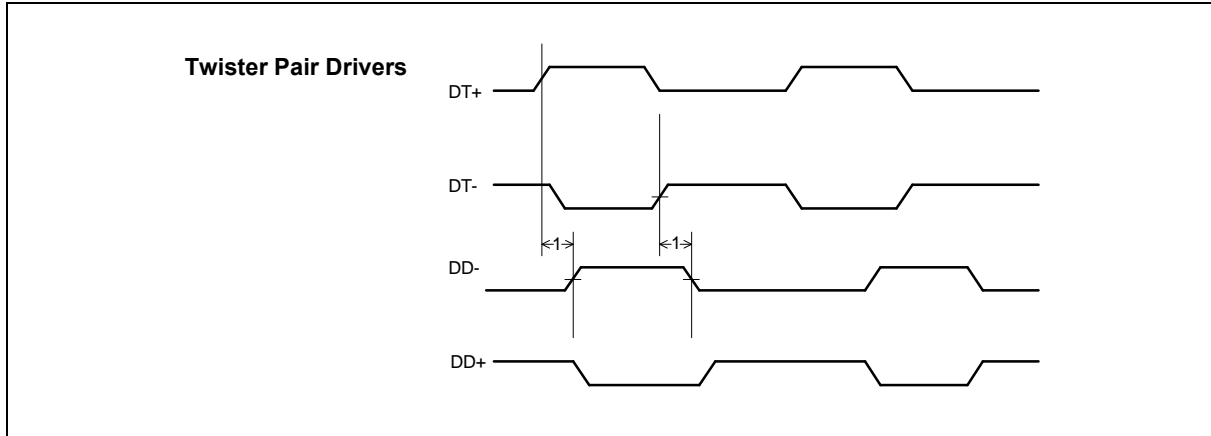 Twister Pair Drivers
DT+
DT-
1 1
DD-
DD+